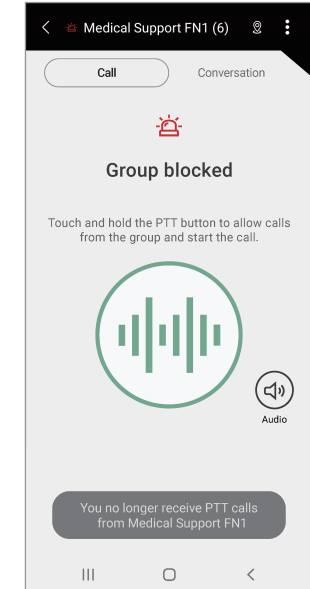 Medical Support FN1 (6)
Call
Conversation
Group blocked
Touch and hold the PTT button to allow calls
from the group and start the call.
Audio
You no longer receive PTT calls
from Medical Support FN1